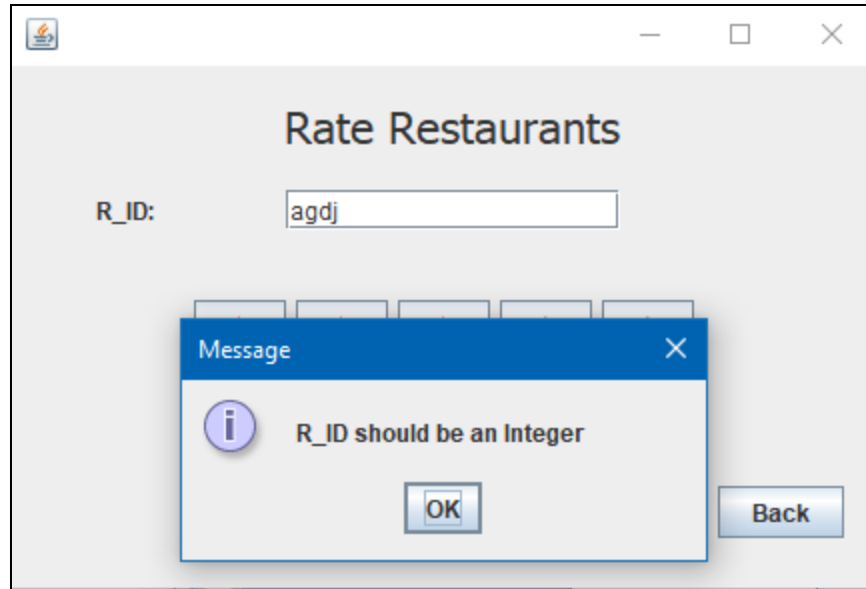 Rate Restaurants
R_ID:
agdj
Message
R_ID should be an Integer
OK
Back